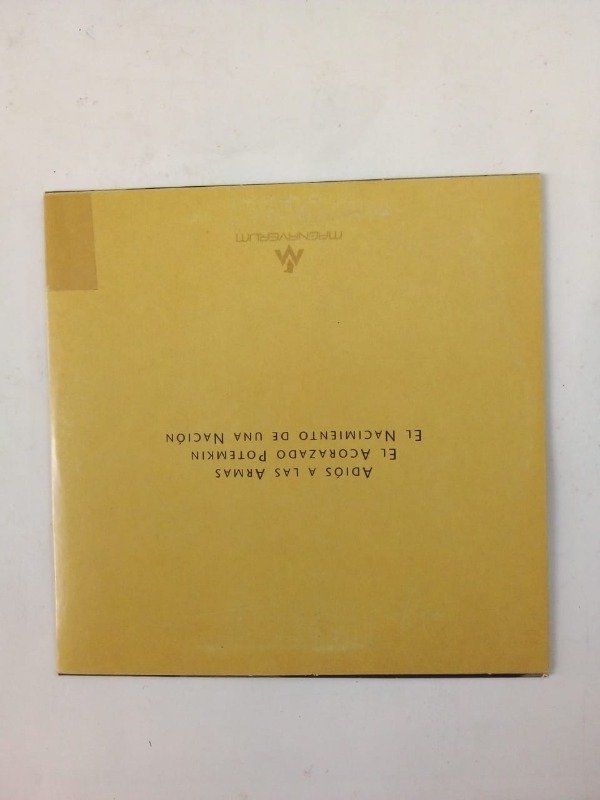 Adiós a las Armas
El Acorazado Potemkin
El Nacimiento de una Nación
MAGNAVERUM